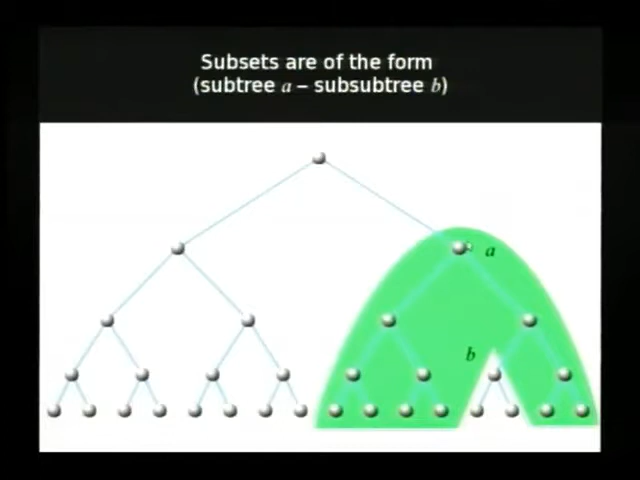 Subsets are of the form
(subtree a – subsubtree b)
a
b